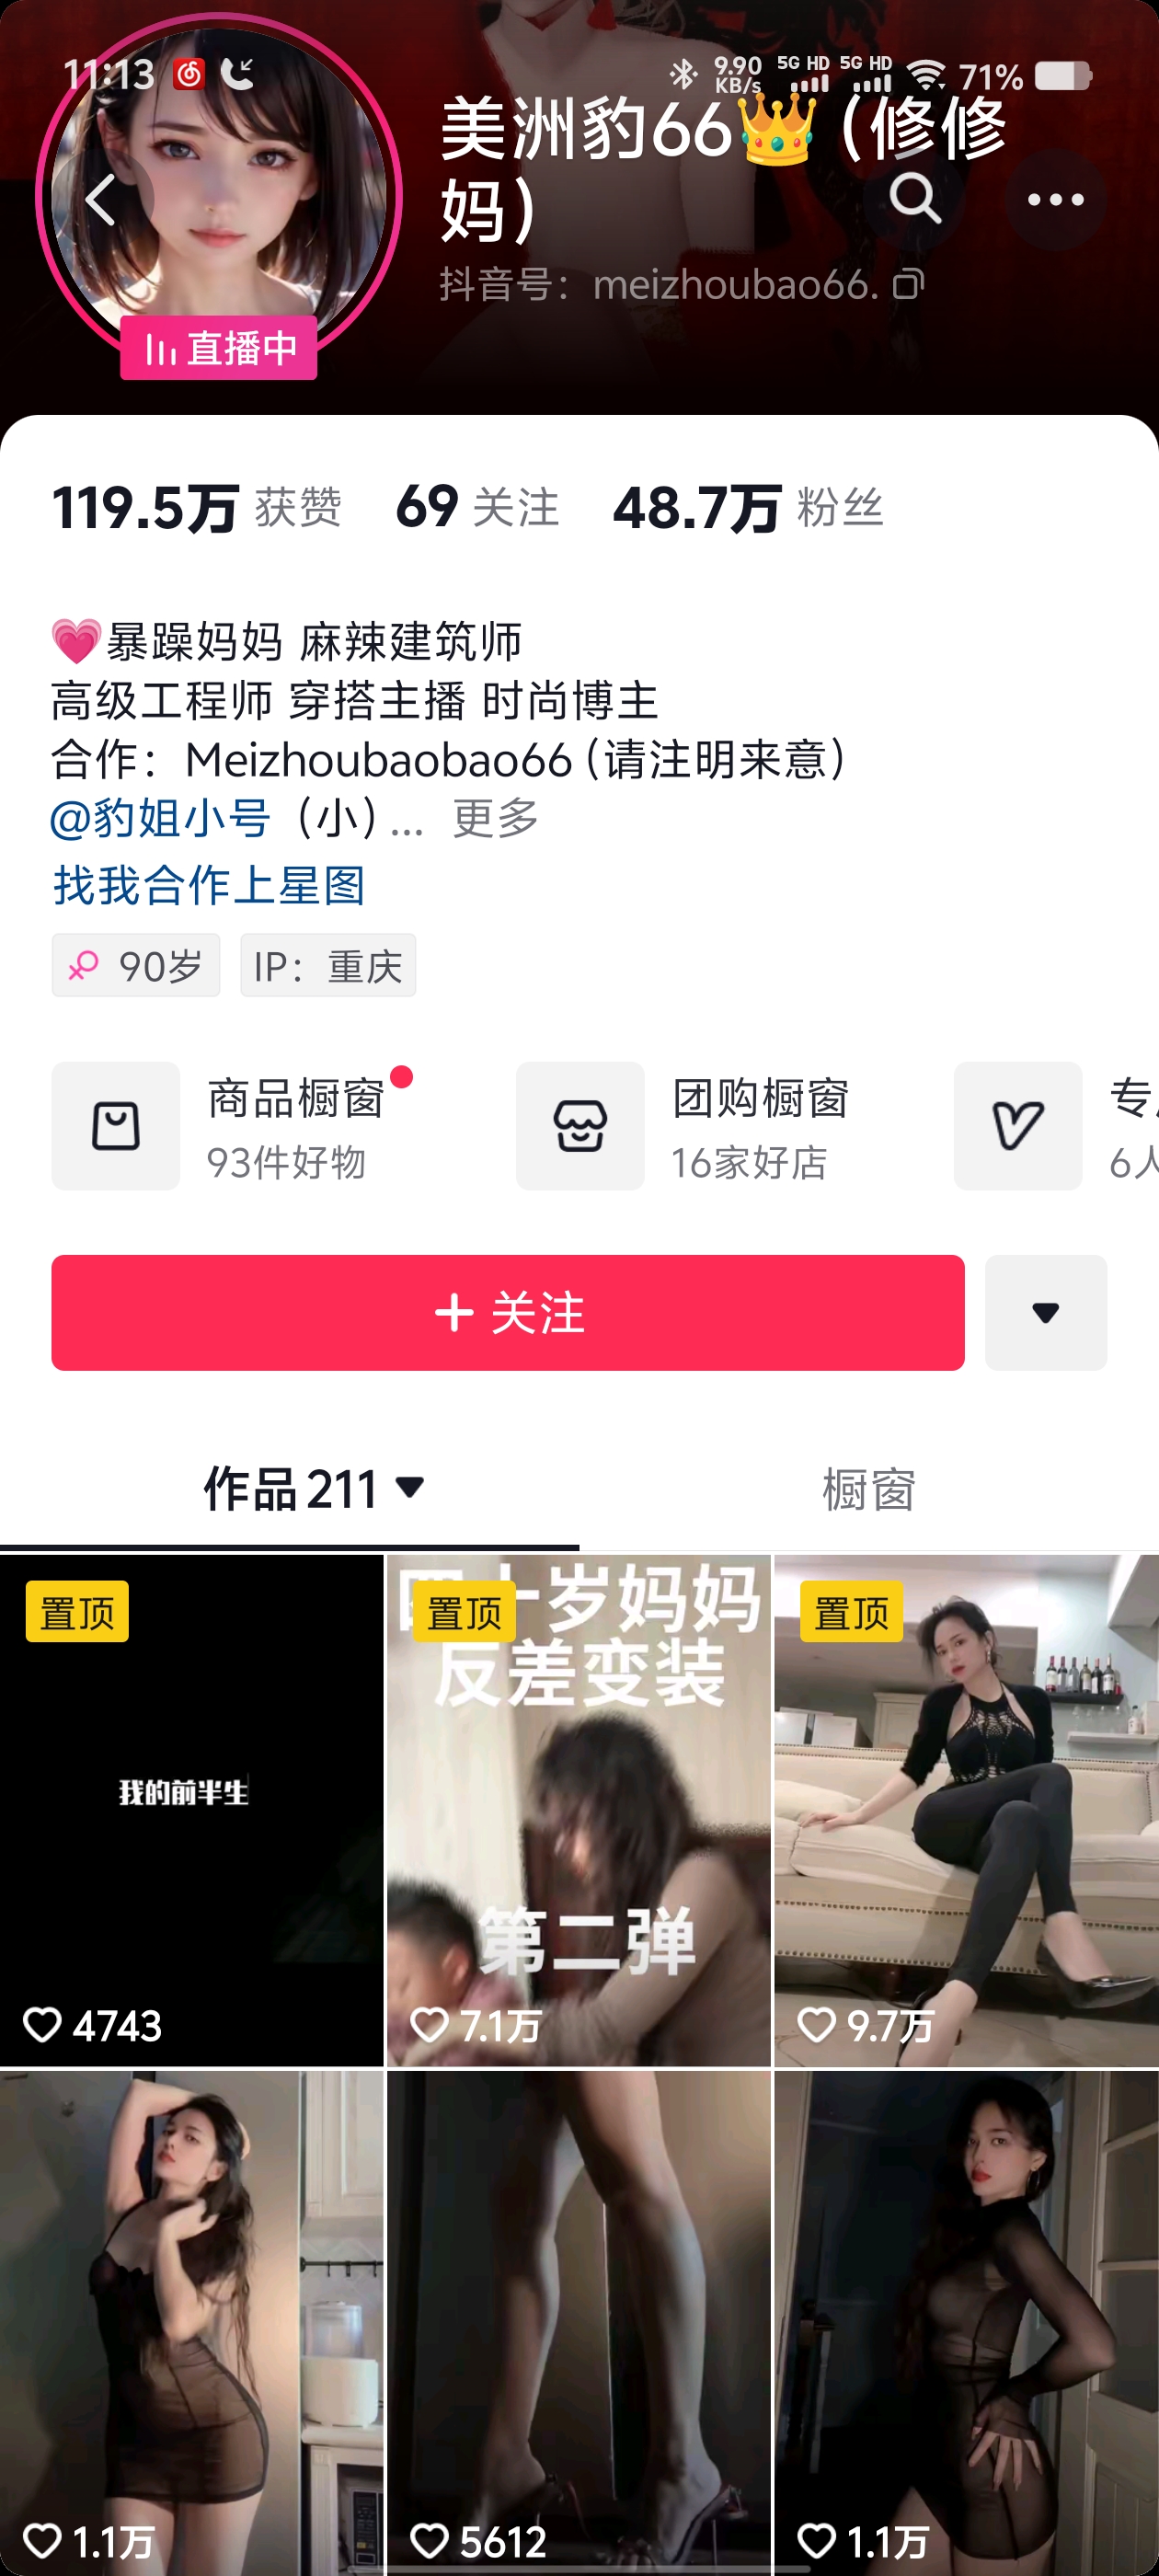 11:13
9.90 KB/s 5G HD 5G HD 71%
美洲豹66👑(修修
妈)
抖音号：meizhoubao66.
直播中
119.5万 获赞 69 关注 48.7万 粉丝
💗暴躁妈妈 麻辣建筑师
高级工程师 穿搭主播 时尚博主
合作：Meizhoubaobao66 (请注明来意)
@豹姐小号（小）... 更多
找我合作上星图
90岁 IP：重庆
商品橱窗 团购橱窗
93件好物 16家好店 6人
+ 关注
作品 211 橱窗
置顶 置顶 置顶
十岁妈妈
反差变装
我的前半生
第二弹
4743 7.1万 9.7万
1.1万 5612 1.1万